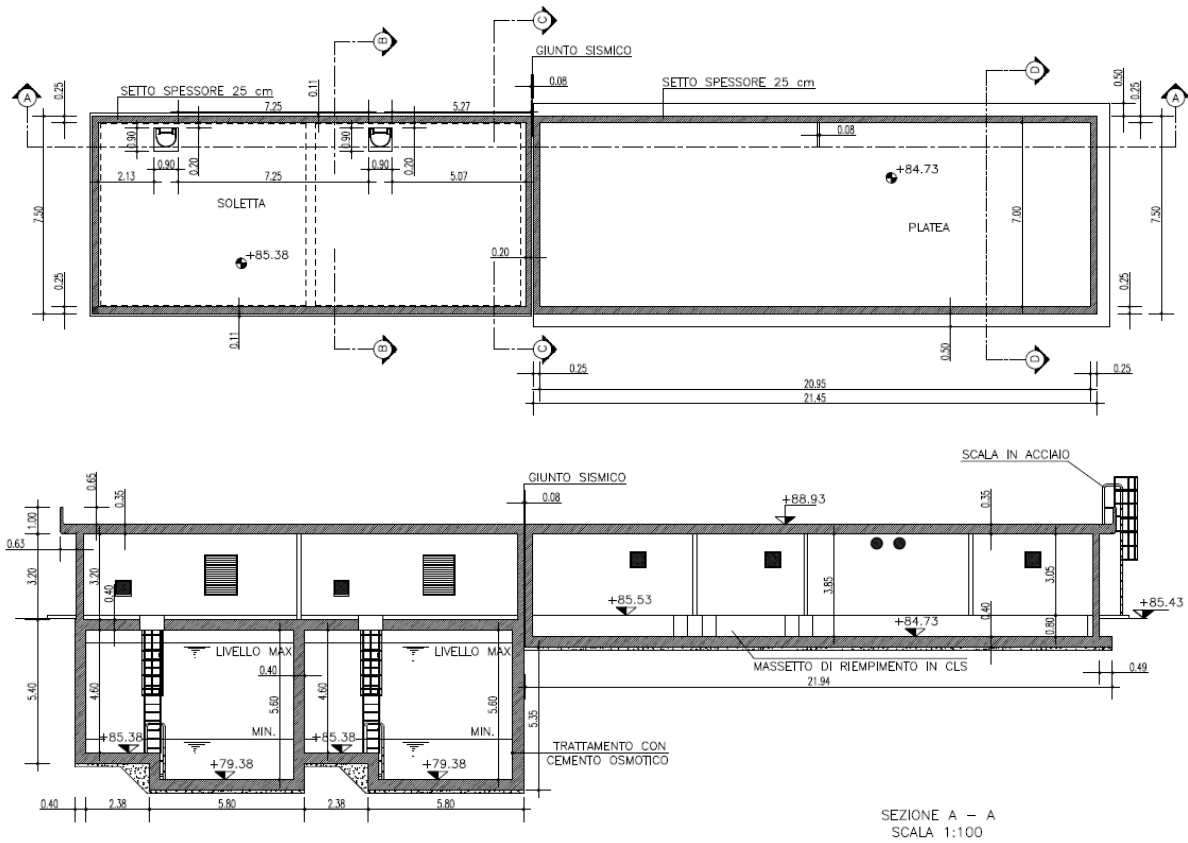 C
B
D
GIUNTO SISMICO
0.08
A
0.25
SETTO SPESSORE 25 cm
7.25
0.11
5.27
SETTO SPESSORE 25 cm
0.50
0.25
A
0.90
0.90
0.08
0.90
0.20
0.90
0.20
2.13
7.25
5.07
+84.73
SOLETTA
7.50
7.00
7.50
PLATEA
0.20
+85.38
0.25
0.25
0.11
B
C
0.50
D
0.25
20.95
0.25
21.45
SCALA IN ACCIAIO
GIUNTO SISMICO
0.65
0.35
0.08
+88.93
0.35
1.00
0.63
3.20
3.20
0.40
3.85
3.05
+85.53
+85.43
+84.73
0.40
0.80
LIVELLO MAX
LIVELLO MAX
MASSETTO DI RIEMPIMENTO IN CLS
0.40
0.49
21.94
5.40
4.60
5.60
4.60
5.60
5.35
MIN.
MIN.
+85.38
+85.38
TRATTAMENTO CON
CEMENTO OSMOTICO
+79.38
+79.38
0.40
2.38
5.80
2.38
5.80
SEZIONE A - A
SCALA 1:100